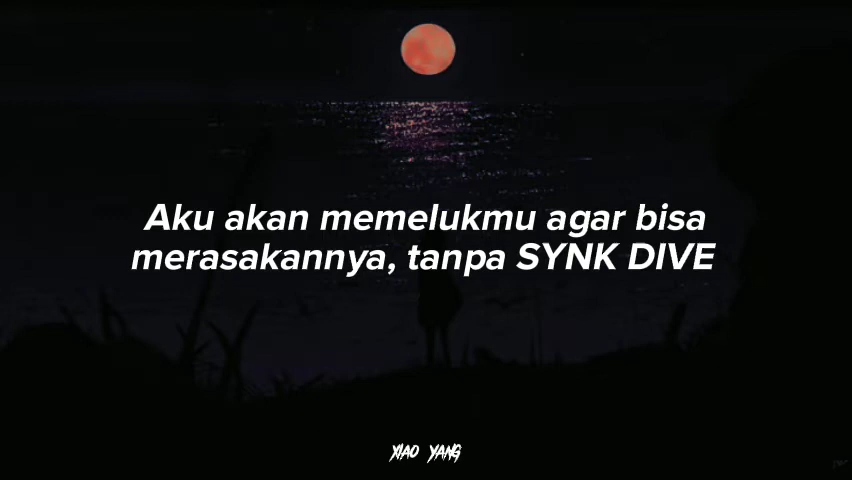 Aku akan memelukmu agar bisa
merasakannya, tanpa SYNK DIVE
XIAO YANG